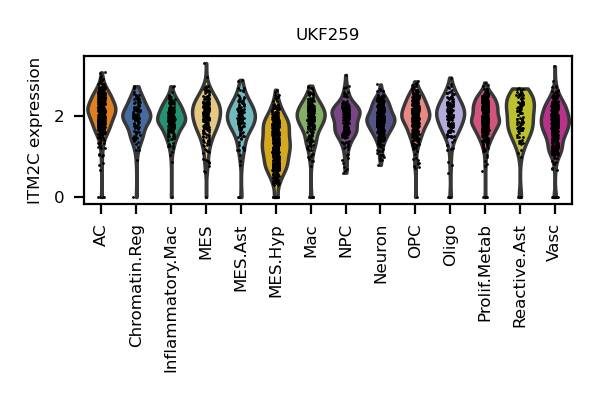 UKF259
ITM2C expression
2
0
AC
Chromatin.Reg
Inflammatory.Mac
MES
MES.Ast
MES.Hyp
Mac
NPC
Neuron
OPC
Oligo
Prolif.Metab
Reactive.Ast
Vasc